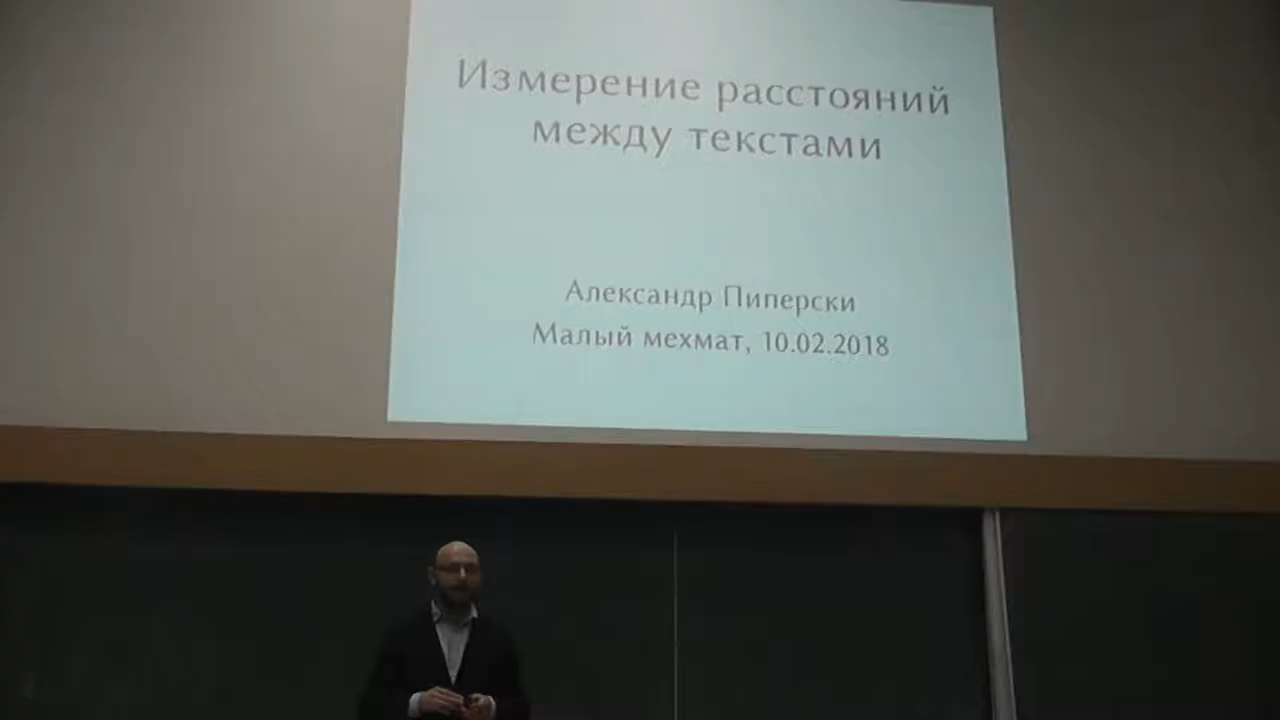 Измерение расстояний
между текстами
Александр Пиперски
Малый мехмат, 10.02.2018